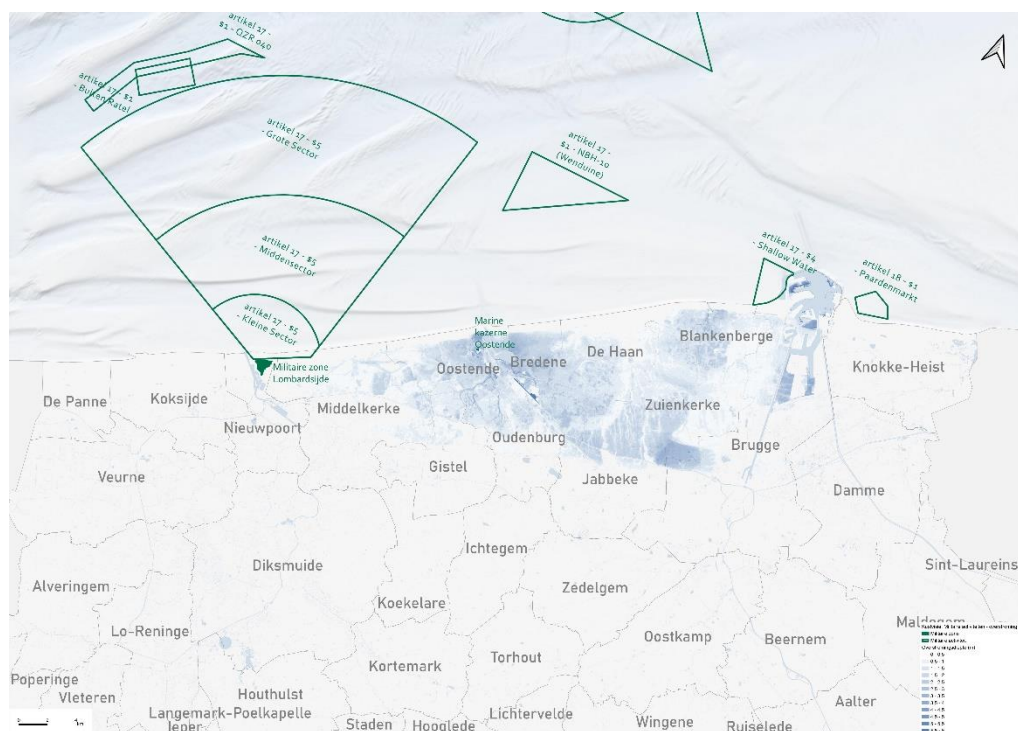 artikel 17 -
$1 - QZR 040
artikel 17 - $1
- Buiten Ratel
artikel 17 - $5
- Grote Sector
artikel 17 -
$1 - NBH-10
(Wenduine)
artikel 17 - $5
- Middensector
artikel 17 - $4
- Shallow Water
artikel 18 - $1
- Paardenmarkt
artikel 17 - $5
- Kleine Sector
Marine
kazerne
Oostende
Militaire zone
Lombardsijde
Blankenberge
De Haan
Bredene
Oostende
Knokke-Heist
De Panne
Koksijde
Middelkerke
Zuienkerke
Nieuwpoort
Oudenburg
Brugge
Gistel
Veurne
Jabbeke
Damme
Ichtegem
Diksmuide
Zedelgem
Sint-Laureins
Alveringem
Koekelare
Lo-Reninge
Oostkamp
Beernem
Maldegem
Torhout
Kortemark
Poperinge
Vleteren
Houthulst
Aalter
Langemark-Poelkapelle
Lichtervelde
Ieper
Staden
Hooglede
Wingene
Ruiselede